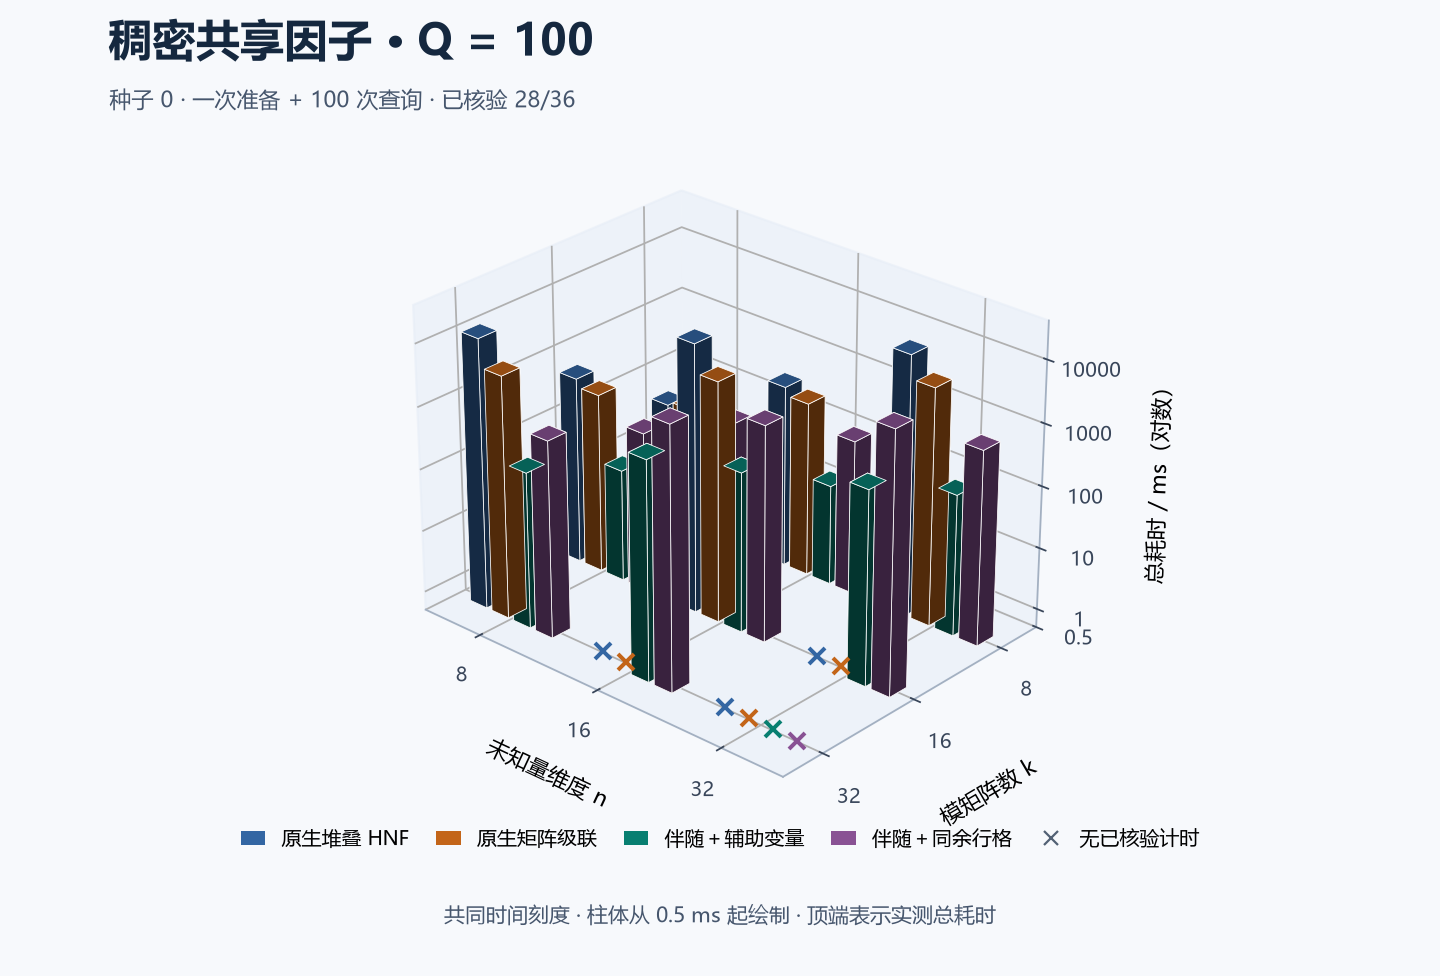 稠密共享因子 • Q = 100
种子 0 · 一次准备 + 100 次查询 · 已核验 28/36
10000
1000
100
10
1
0.5
总耗时 / ms（对数）
8
16
32
未知量维度 n
8
16
32
模矩阵数 k
原生堆叠 HNF 原生矩阵级联 伴随 + 辅助变量 伴随 + 同余行格 无已核验计时
共同时间刻度 · 柱体从 0.5 ms 起绘制 · 顶端表示实测总耗时